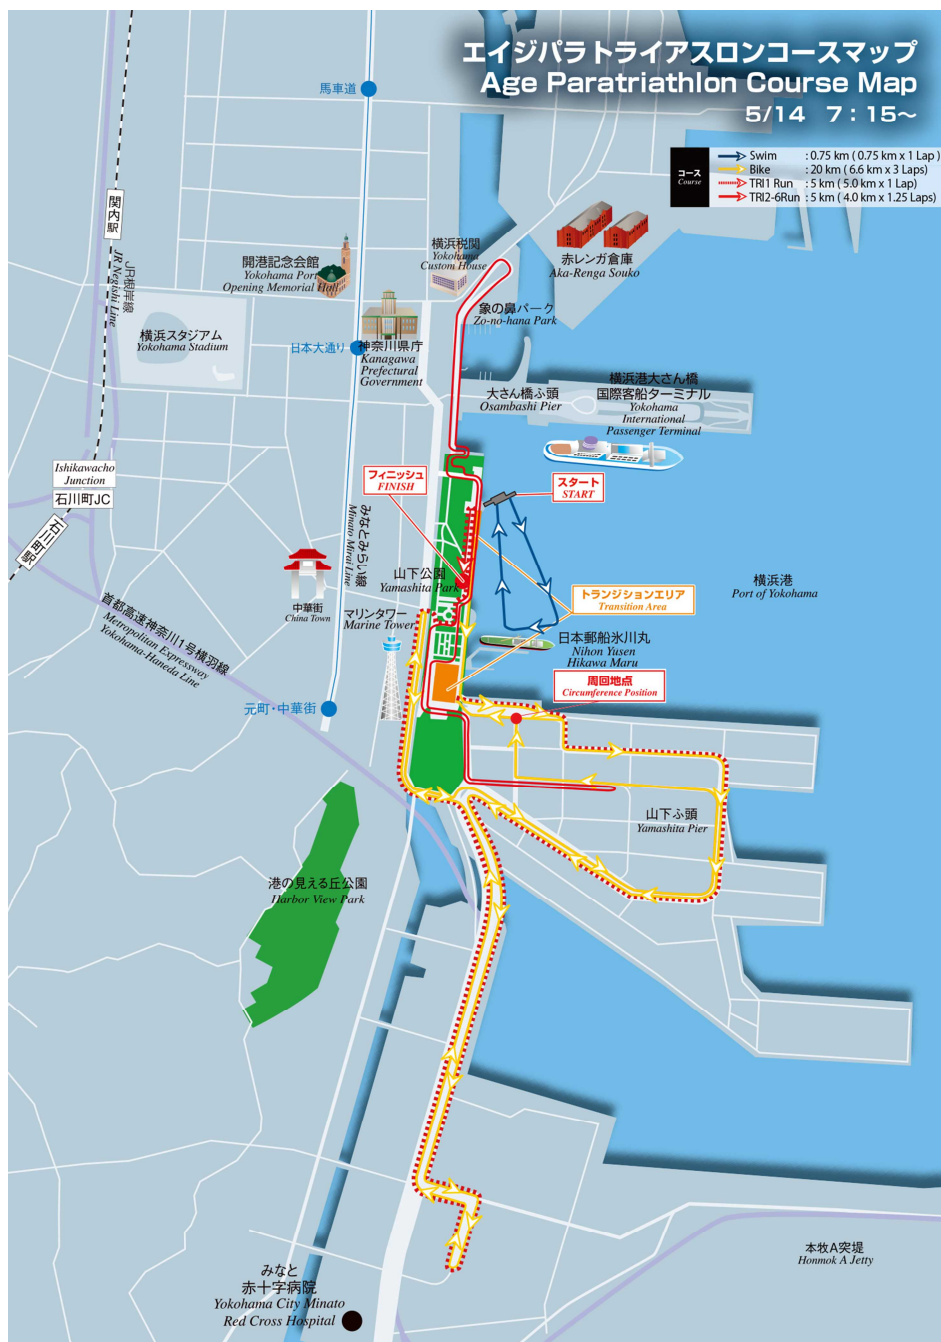 エイジパラトライアスロンコースマップ
Age Paratriathlon Course Map
5/14 7：15～
コース
Course
Swim : 0.75 km ( 0.75 km x 1 Lap )
Bike : 20 km ( 6.6 km x 3 Laps)
TRI1 Run : 5 km ( 5.0 km x 1 Lap)
TRI2-6Run : 5 km ( 4.0 km x 1.25 Laps)
馬車道
関内駅
JR根岸線
JR Negishi Line
開港記念会館
Yokohama Port
Opening Memorial Hall
横浜税関
Yokohama
Custom House
赤レンガ倉庫
Aka-Renga Souko
象の鼻パーク
Zo-no-hana Park
横浜スタジアム
Yokohama Stadium
日本大通り
神奈川県庁
Kanagawa
Prefectural
Government
大さん橋ふ頭
Osambashi Pier
横浜港大さん橋
国際客船ターミナル
Yokohama
International
Passenger Terminal
Ishikawacho
Junction
石川町JC
石川町駅
フィニッシュ
FINISH
スタート
START
みなとみらい線
Minato Mirai Line
中華街
China Town
山下公園
Yamashita Park
トランジションエリア
Transition Area
横浜港
Port of Yokohama
マリンタワー
Marine Tower
首都高速神奈川1号横羽線
Metropolitan Expressway
Yokohama-Haneda Line
日本郵船氷川丸
Nihon Yusen
Hikawa Maru
周回地点
Circumference Position
元町・中華街
山下ふ頭
Yamashita Pier
港の見える丘公園
Harbor View Park
本牧A突堤
Honmok A Jetty
みなと
赤十字病院
Yokohama City Minato
Red Cross Hospital